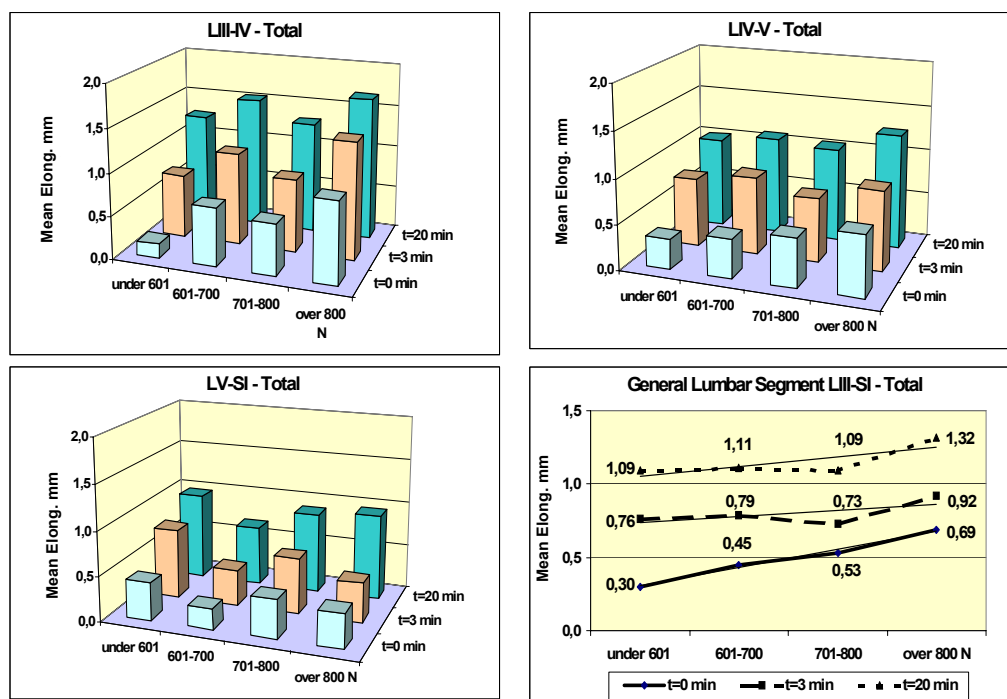 LIII-IV - Total
Mean Elong. mm
2,0
1,5
1,0
0,5
0,0
under 601
601-700
701-800
over 800
N
t=20 min
t=3 min
t=0 min
LIV-V - Total
Mean Elong. mm
2,0
1,5
1,0
0,5
0,0
under 601
601-700
701-800
over 800 N
t=20 min
t=3 min
t=0 min
LV-SI - Total
Mean Elong. mm
2,0
1,5
1,0
0,5
0,0
under 601
601-700
701-800
over 800 N
t=20 min
t=3 min
t=0 min
General Lumbar Segment LIII-SI - Total
Mean Elong. mm
1,5
1,0
0,5
0,0
1,09 1,11 1,09 1,32
0,76 0,79 0,73 0,92
0,30 0,45 0,53 0,69
under 601 601-700 701-800 over 800 N
t=0 min t=3 min t=20 min